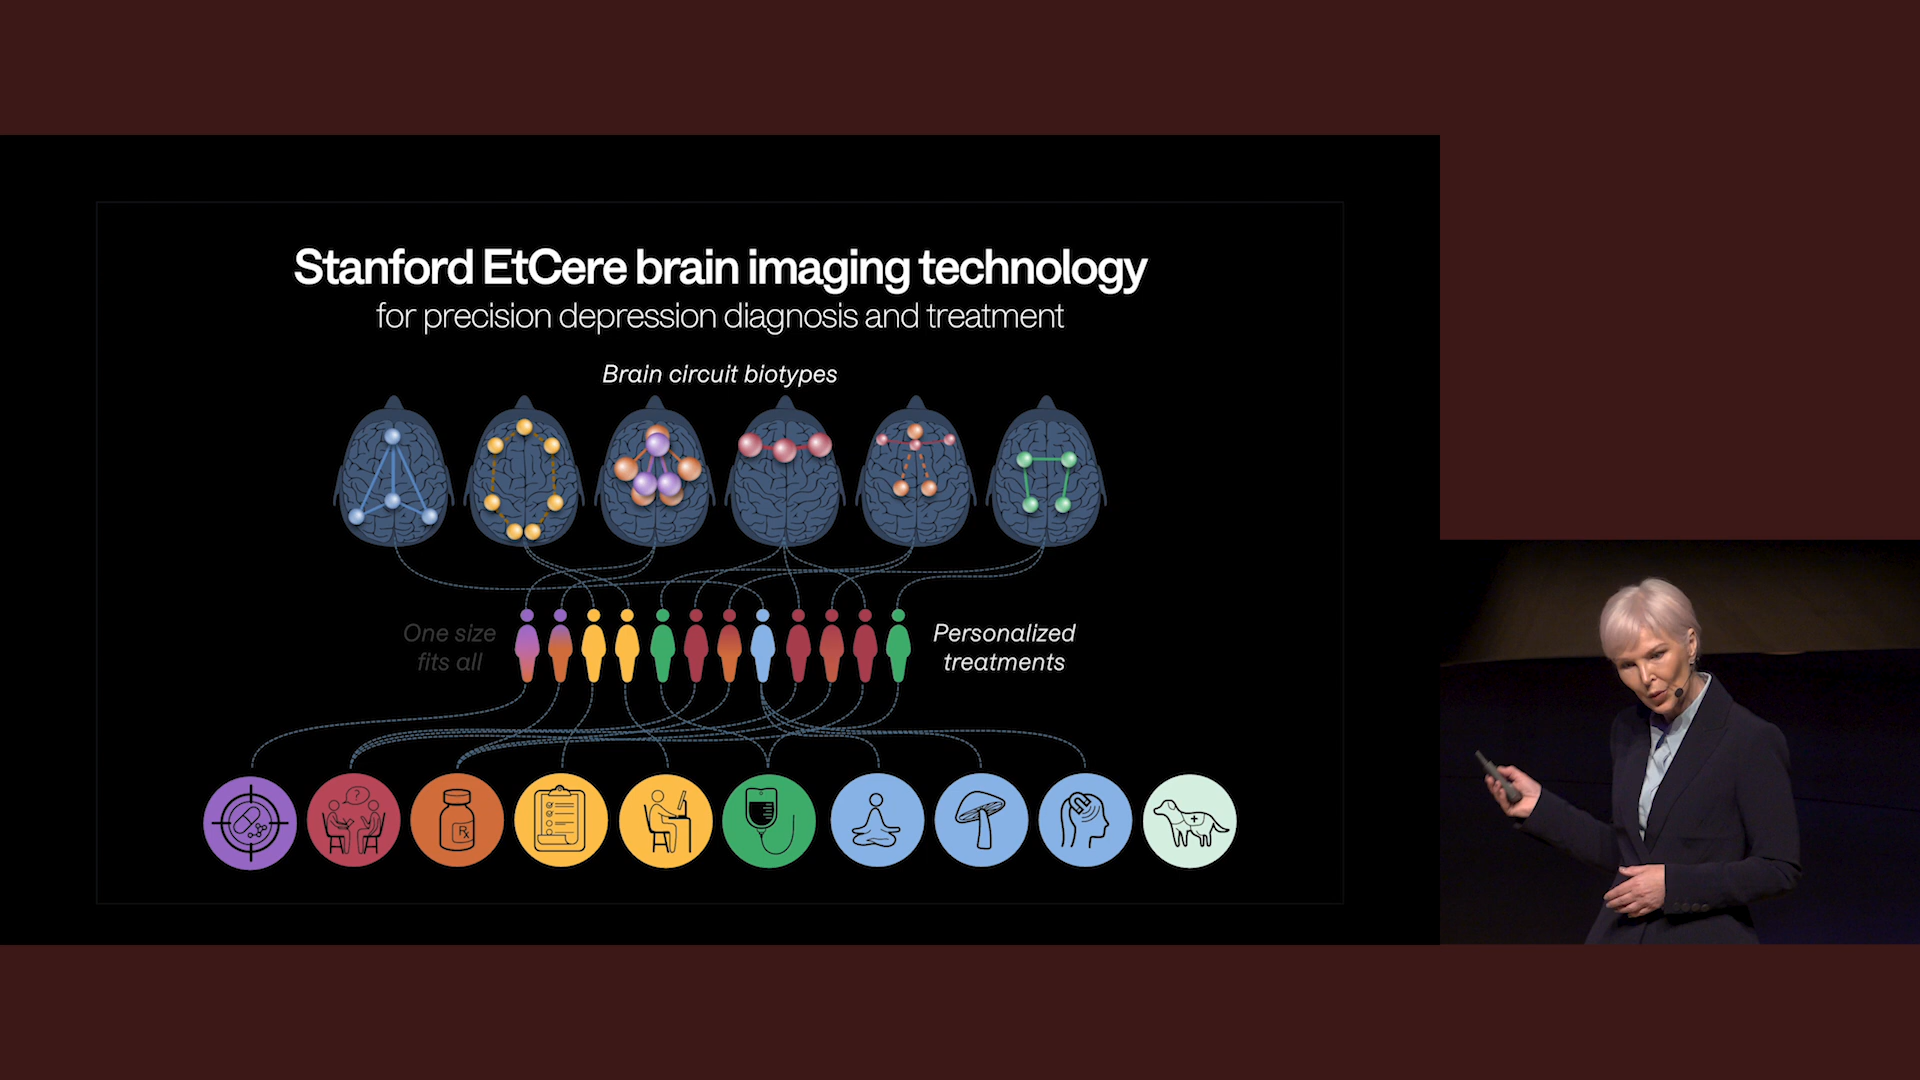 Stanford EtCere brain imaging technology
for precision depression diagnosis and treatment
Brain circuit biotypes
One size
fits all
Personalized
treatments
?
Rx